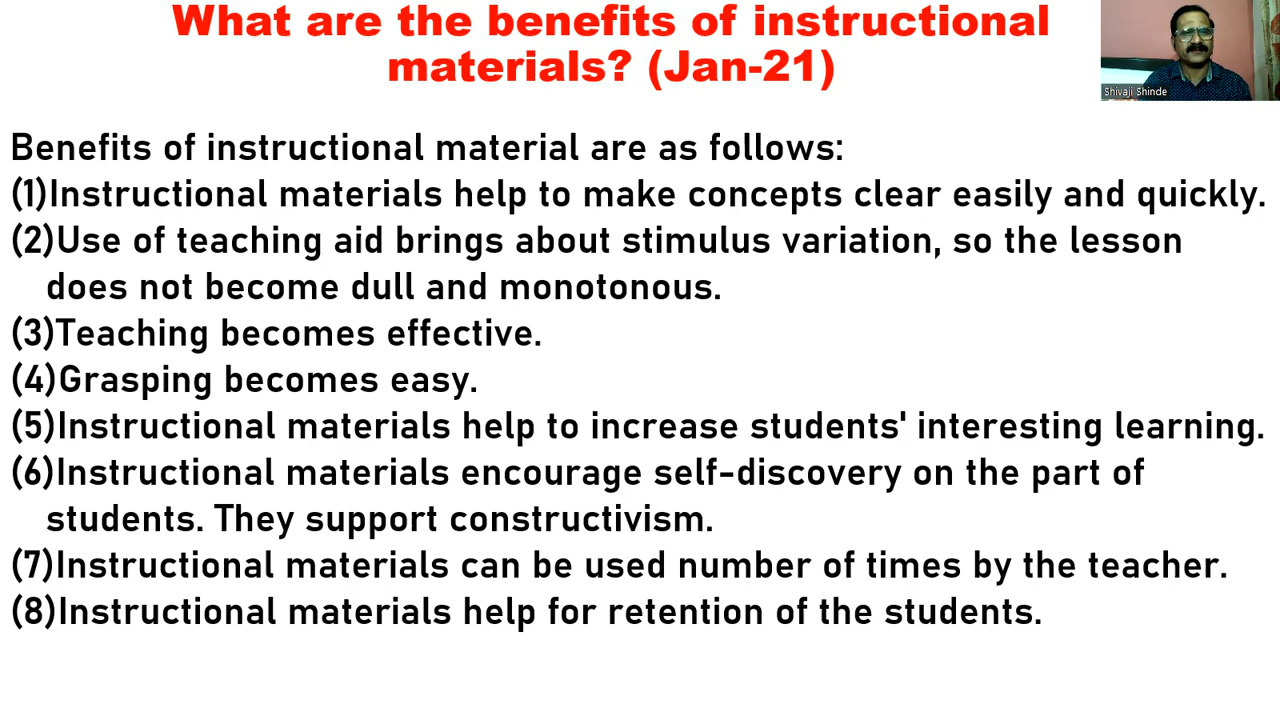 What are the benefits of instructional
materials? (Jan-21)
Shivaji Shinde
Benefits of instructional material are as follows:
(1)Instructional materials help to make concepts clear easily and quickly.
(2)Use of teaching aid brings about stimulus variation, so the lesson
does not become dull and monotonous.
(3)Teaching becomes effective.
(4)Grasping becomes easy.
(5)Instructional materials help to increase students' interesting learning.
(6)Instructional materials encourage self-discovery on the part of
students. They support constructivism.
(7)Instructional materials can be used number of times by the teacher.
(8)Instructional materials help for retention of the students.